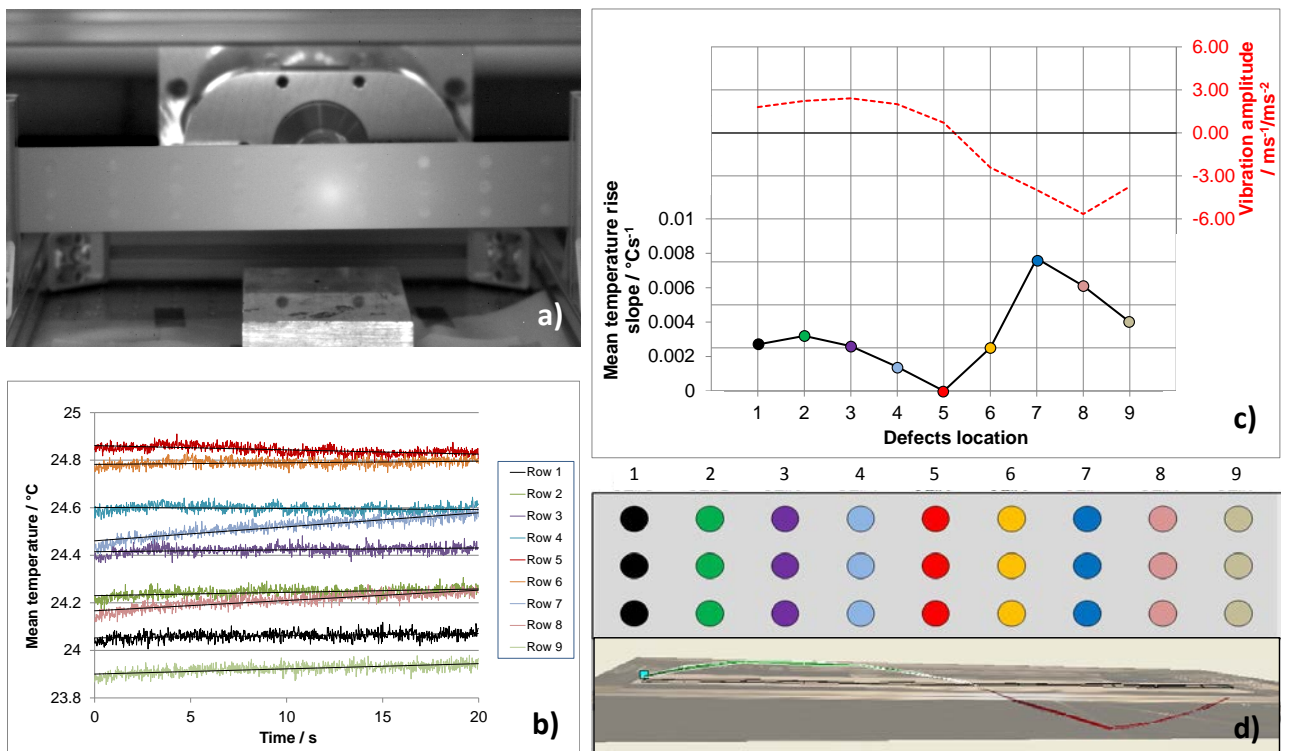 a)
25
24.8
24.6
24.4
24.2
24
23.8
0
5
10
15
20
Mean temperature / °C
Time / s
Row 1
Row 2
Row 3
Row 4
Row 5
Row 6
Row 7
Row 8
Row 9
b)
6.00
3.00
0.00
-3.00
-6.00
Vibration amplitude
/ ms⁻¹/ms⁻²
0.01
0.008
0.006
0.004
0.002
0
Mean temperature rise
slope / °Cs⁻¹
1 2 3 4 5 6 7 8 9
Defects location
c)
1 2 3 4 5 6 7 8 9
d)